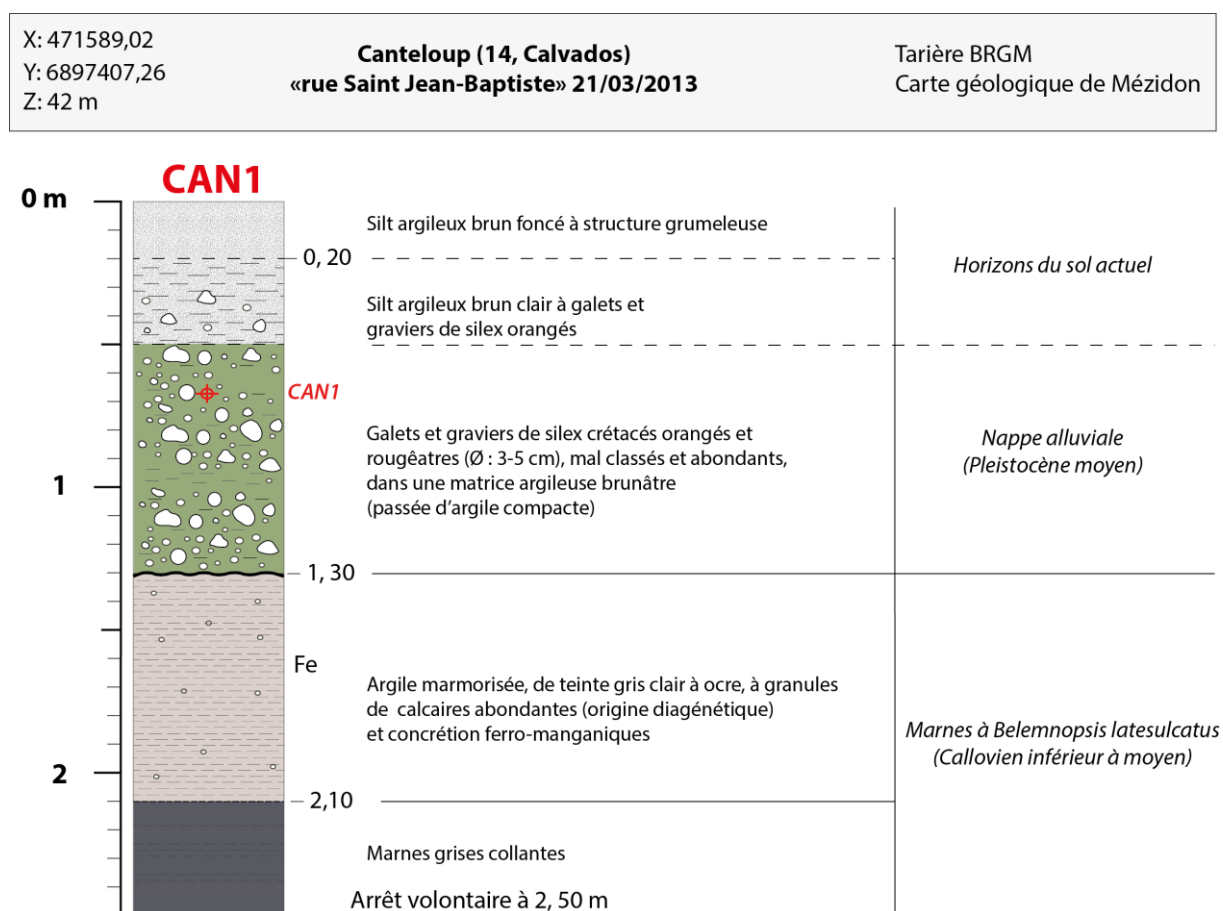 X: 471589,02
Y: 6897407,26
Z: 42 m
Canteloup (14, Calvados)
«rue Saint Jean-Baptiste» 21/03/2013
Tarière BRGM
Carte géologique de Mézidon
CAN1
0 m
Silt argileux brun foncé à structure grumeleuse
0, 20
Horizons du sol actuel
Silt argileux brun clair à galets et
graviers de silex orangés
CAN1
Galets et graviers de silex crétacés orangés et
rougêatres (Ø : 3-5 cm), mal classés et abondants,
dans une matrice argileuse brunâtre
(passée d'argile compacte)
Nappe alluviale
(Pleistocène moyen)
1
1, 30
Fe
Argile marmorisée, de teinte gris clair à ocre, à granules
de calcaires abondantes (origine diagénétique)
et concrétion ferro-manganiques
Marnes à Belemnopsis latesulcatus
(Callovien inférieur à moyen)
2
2,10
Marnes grises collantes
Arrêt volontaire à 2, 50 m